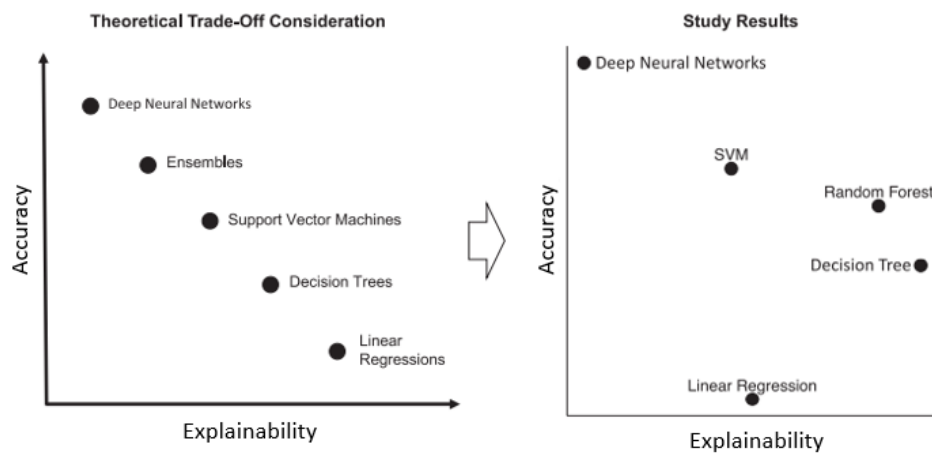 Theoretical Trade-Off Consideration
Accuracy
Deep Neural Networks
Ensembles
Support Vector Machines
Decision Trees
Linear
Regressions
Explainability
Study Results
Accuracy
Deep Neural Networks
SVM
Random Forest
Decision Tree
Linear Regression
Explainability